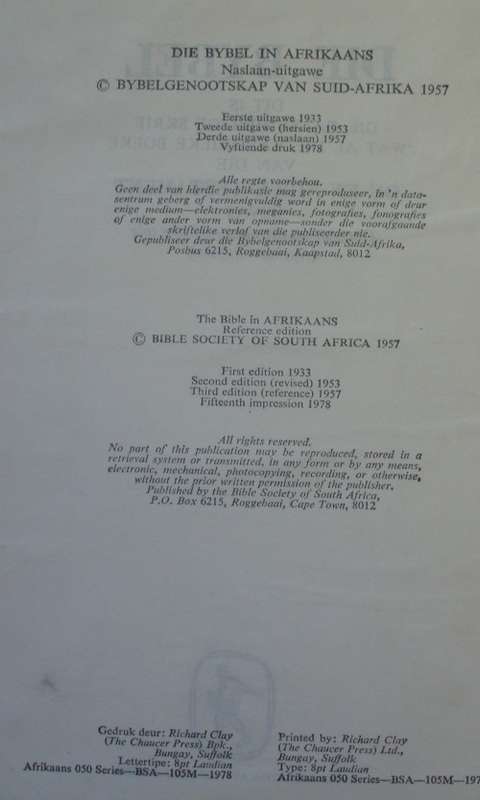 DIE BYBEL IN AFRIKAANS
Naslaan-uitgawe
© BYBELGENOOTSKAP VAN SUID-AFRIKA 1957
Eerste uitgawe 1933
Tweede uitgawe (hersien) 1953
Derde uitgawe (naslaan) 1957
Vyftiende druk 1978
Alle regte voorbehou.
Geen deel van hierdie publikasie mag gereproduseer, in 'n data-
sentrum geberg of vermenigvuldig word in enige vorm of deur
enige medium—elektronies, meganies, fotografies, fonografies
of enige ander vorm van opname—sonder die voorafgaande
skriftelike verlof van die publiseerder nie.
Gepubliseer deur die Bybelgenootskap van Suid-Afrika,
Posbus 6215, Roggebaai, Kaapstad, 8012
The Bible in AFRIKAANS
Reference edition
© BIBLE SOCIETY OF SOUTH AFRICA 1957
First edition 1933
Second edition (revised) 1953
Third edition (reference) 1957
Fifteenth impression 1978
All rights reserved.
No part of this publication may be reproduced, stored in a
retrieval system or transmitted, in any form or by any means,
electronic, mechanical, photocopying, recording, or otherwise,
without the prior written permission of the publisher.
Published by the Bible Society of South Africa,
P.O. Box 6215, Roggebaai, Cape Town, 8012
Gedruk deur: Richard Clay
(The Chaucer Press) Bpk.,
Bungay, Suffolk
Lettertipe: 8pt Laudian
Afrikaans 050 Series—BSA—105M—1978
Printed by: Richard Clay
(The Chaucer Press) Ltd.,
Bungay, Suffolk
Type: 8pt Laudian
Afrikaans 050 Series—BSA—105M—197